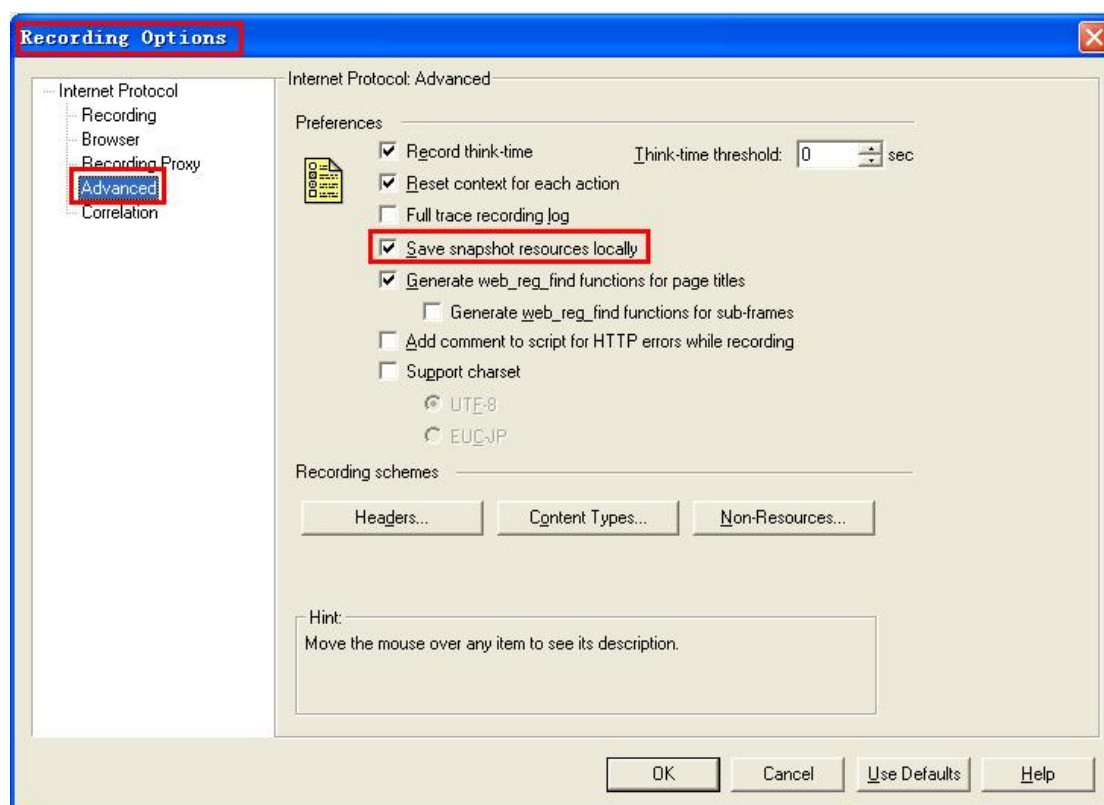 Recording Options
Internet Protocol
Recording
Browser
Recording Proxy
Advanced
Correlation
Internet Protocol: Advanced
Preferences
Record think-time Think-time threshold: 0 sec
Reset context for each action
Full trace recording log
Save snapshot resources locally
Generate web_reg_find functions for page titles
Generate web_reg_find functions for sub-frames
Add comment to script for HTTP errors while recording
Support charset
UTF-8
EUC-JP
Recording schemes
Headers... Content Types... Non-Resources...
Hint:
Move the mouse over any item to see its description.
OK Cancel Use Defaults Help